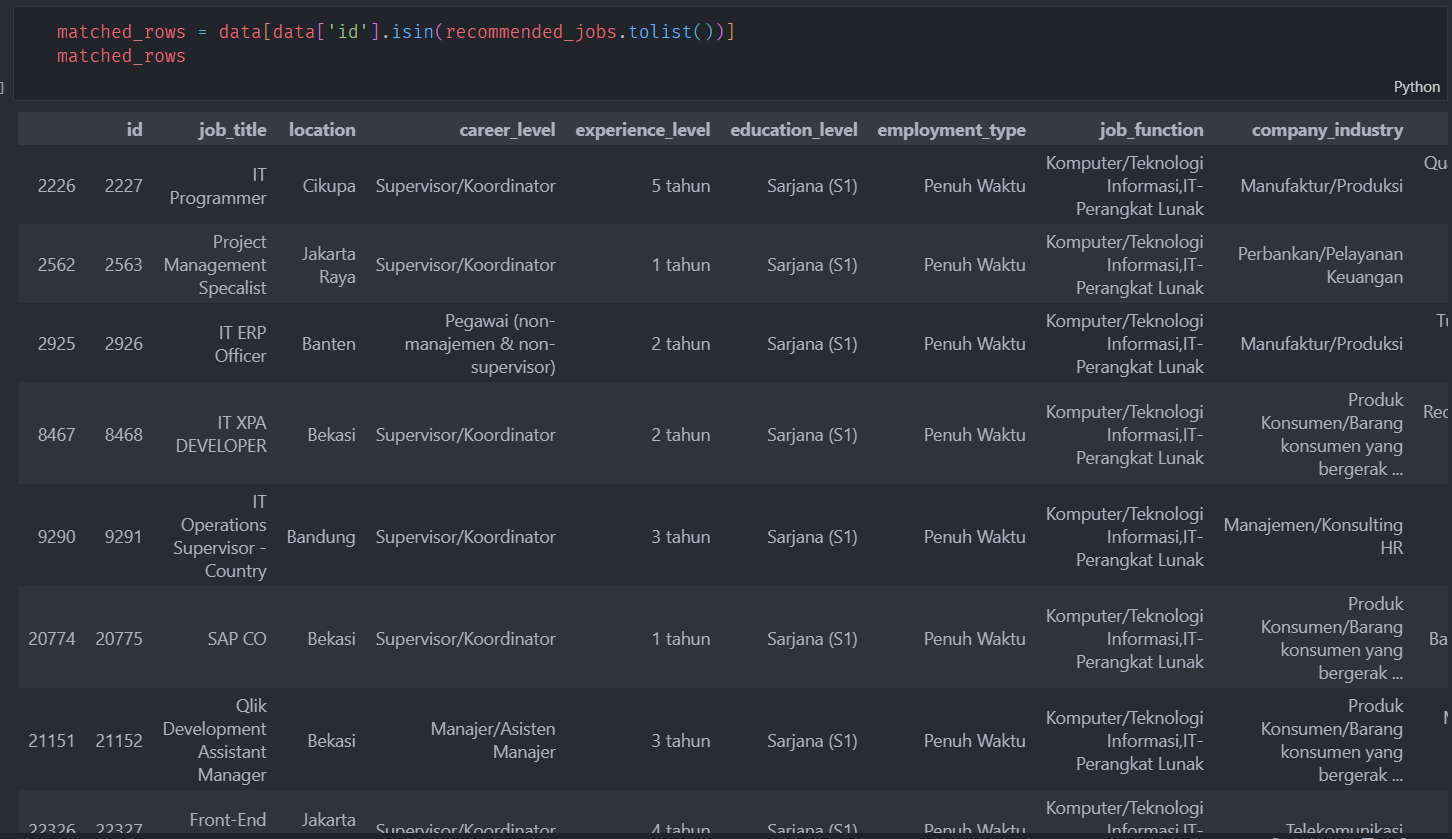 matched_rows = data[data['id'].isin(recommended_jobs.tolist())]
matched_rows
]
Python
id job_title location career_level experience_level education_level employment_type job_function company_industry
2226 2227 IT Programmer Cikupa Supervisor/Koordinator 5 tahun Sarjana (S1) Penuh Waktu Komputer/Teknologi Informasi,IT-Perangkat Lunak Manufaktur/Produksi
2562 2563 Project Management Specalist Jakarta Raya Supervisor/Koordinator 1 tahun Sarjana (S1) Penuh Waktu Komputer/Teknologi Informasi,IT-Perangkat Lunak Perbankan/Pelayanan Keuangan
2925 2926 IT ERP Officer Banten Pegawai (non-manajemen & non-supervisor) 2 tahun Sarjana (S1) Penuh Waktu Komputer/Teknologi Informasi,IT-Perangkat Lunak Manufaktur/Produksi
8467 8468 IT XPA DEVELOPER Bekasi Supervisor/Koordinator 2 tahun Sarjana (S1) Penuh Waktu Komputer/Teknologi Informasi,IT-Perangkat Lunak Produk Konsumen/Barang konsumen yang bergerak ...
9290 9291 IT Operations Supervisor - Country Bandung Supervisor/Koordinator 3 tahun Sarjana (S1) Penuh Waktu Komputer/Teknologi Informasi,IT-Perangkat Lunak Manajemen/Konsulting HR
20774 20775 SAP CO Bekasi Supervisor/Koordinator 1 tahun Sarjana (S1) Penuh Waktu Komputer/Teknologi Informasi,IT-Perangkat Lunak Produk Konsumen/Barang konsumen yang bergerak ...
21151 21152 Qlik Development Assistant Manager Bekasi Manajer/Asisten Manajer 3 tahun Sarjana (S1) Penuh Waktu Komputer/Teknologi Informasi,IT-Perangkat Lunak Produk Konsumen/Barang konsumen yang bergerak ...
22326 22327 Front-End Jakarta Supervisor/Koordinator 4 tahun Sarjana (S1) Penuh Waktu Komputer/Teknologi Informasi,IT- Telekomunikasi